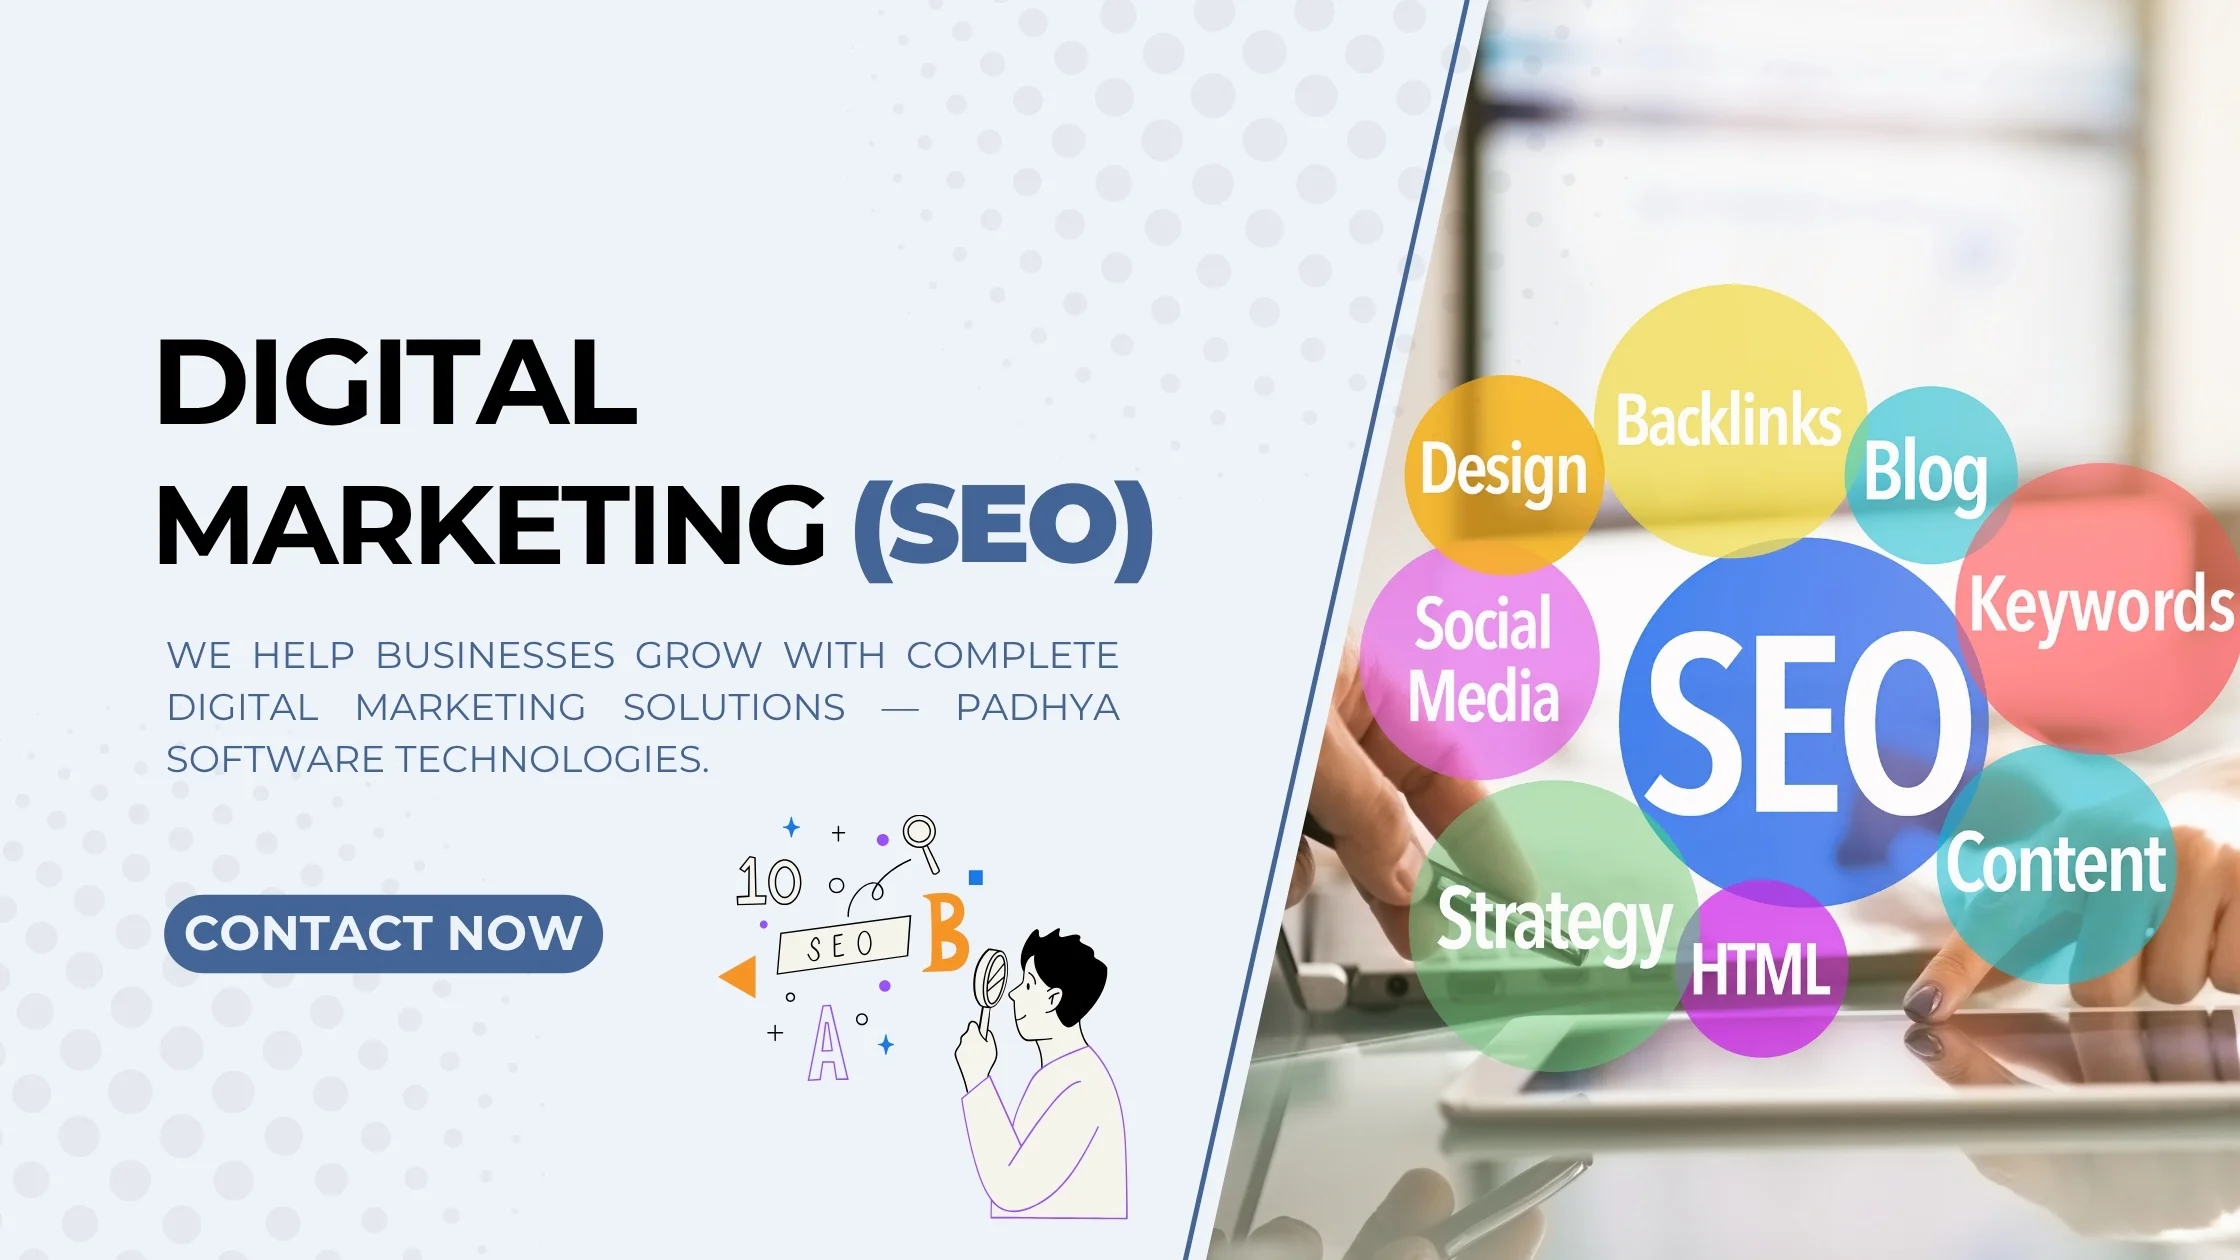 DIGITAL
MARKETING (SEO)
WE HELP BUSINESSES GROW WITH COMPLETE
DIGITAL MARKETING SOLUTIONS — PADHYA
SOFTWARE TECHNOLOGIES.
CONTACT NOW
10
SEO
B
A
Backlinks
Design
Blog
Keywords
Social
Media
SEO
Content
Strategy
HTML